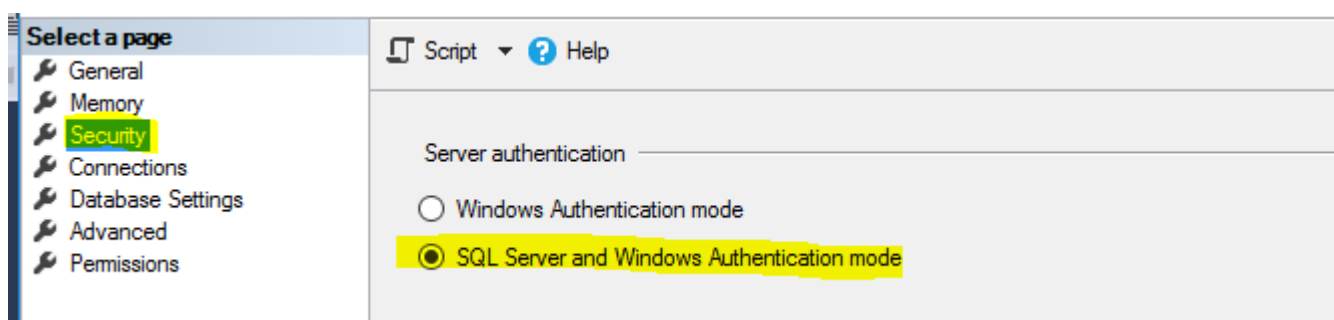 Select a page
General
Memory
Security
Connections
Database Settings
Advanced
Permissions
Script
Help
Server authentication
Windows Authentication mode
SQL Server and Windows Authentication mode